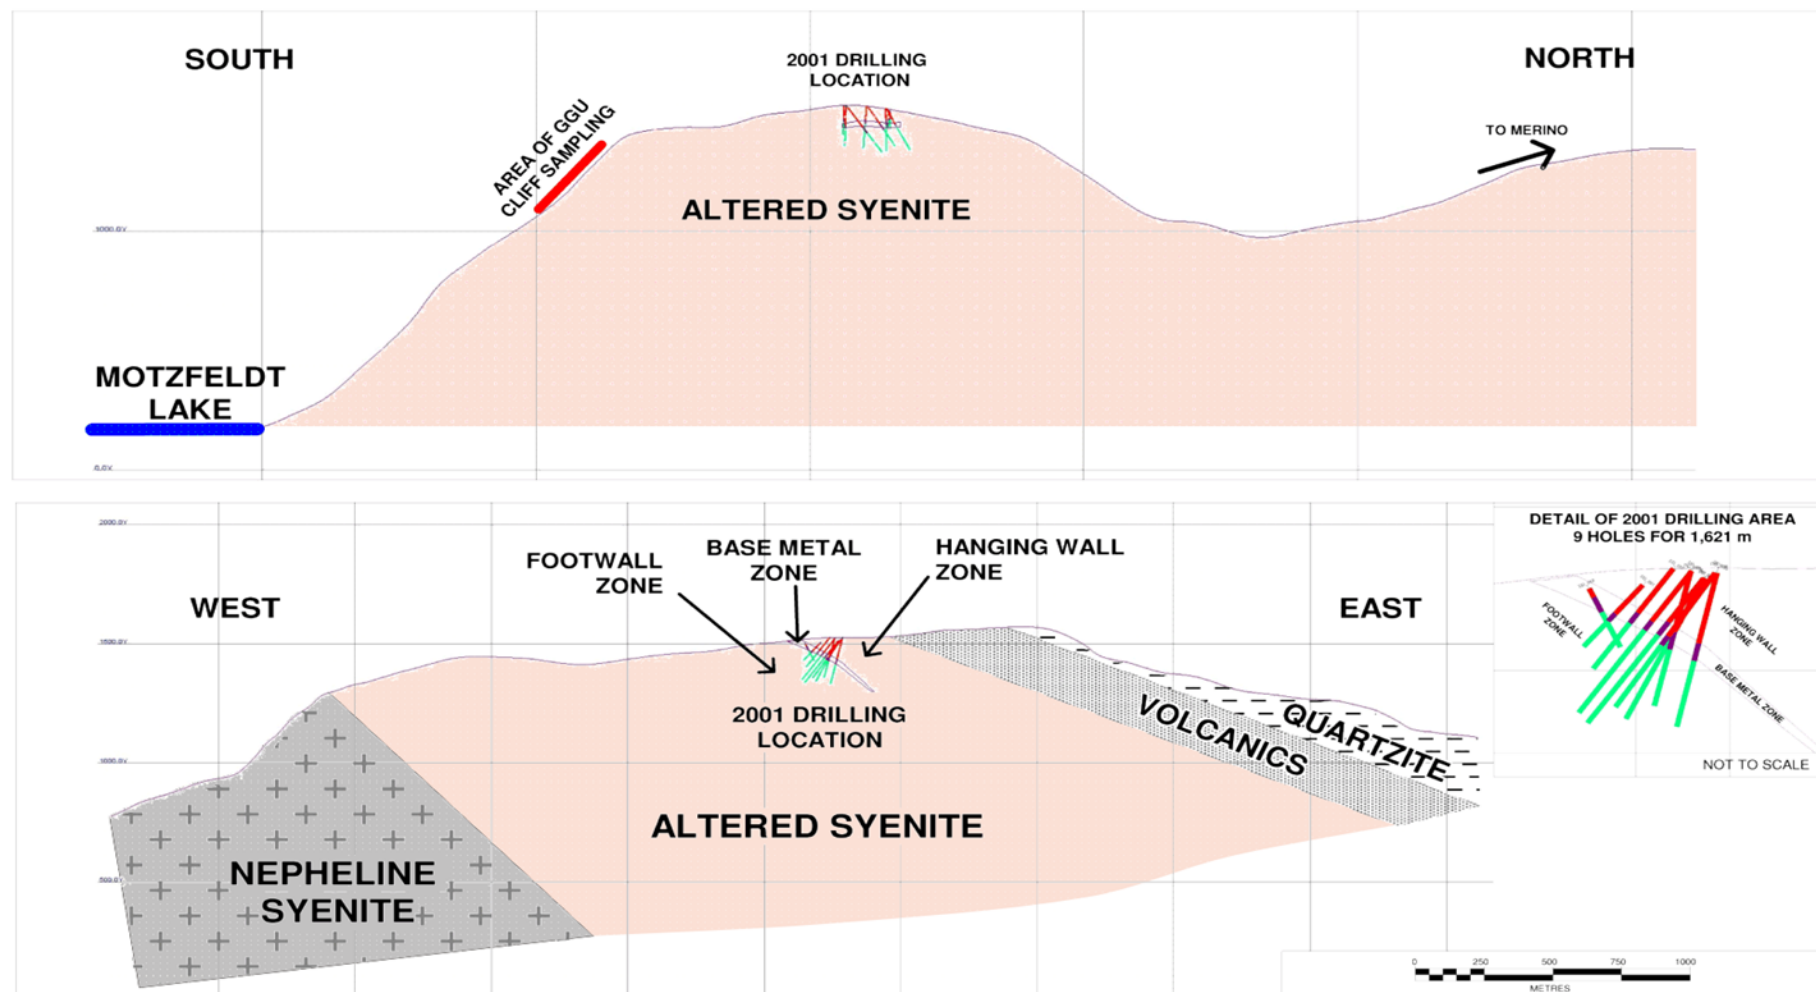 SOUTH
2001 DRILLING
LOCATION
NORTH
AREA OF GGU
CLIFF SAMPLING
TO MERINO
ALTERED SYENITE
1000.0V
MOTZFELDT
LAKE
0.0V
2000.0V
FOOTWALL
ZONE
BASE METAL
ZONE
HANGING WALL
ZONE
WEST
EAST
1500.0V
2001 DRILLING
LOCATION
VOLCANICS
QUARTZITE
1000.0V
ALTERED SYENITE
NEPHELINE
SYENITE
500.0V
DETAIL OF 2001 DRILLING AREA
9 HOLES FOR 1,621 m
FOOTWALL
ZONE
HANGING WALL
ZONE
BASE METAL ZONE
NOT TO SCALE
0 250 500 750 1000
METRES